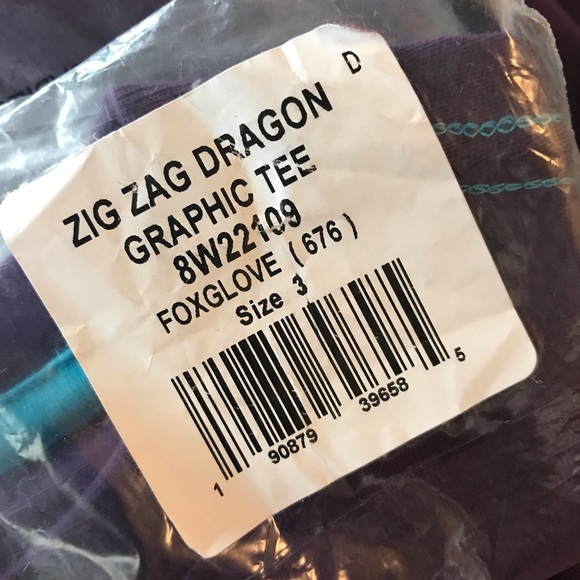 D
ZIG ZAG DRAGON
GRAPHIC TEE
8W22109
FOXGLOVE (676)
Size 3
1 90879 39658 5